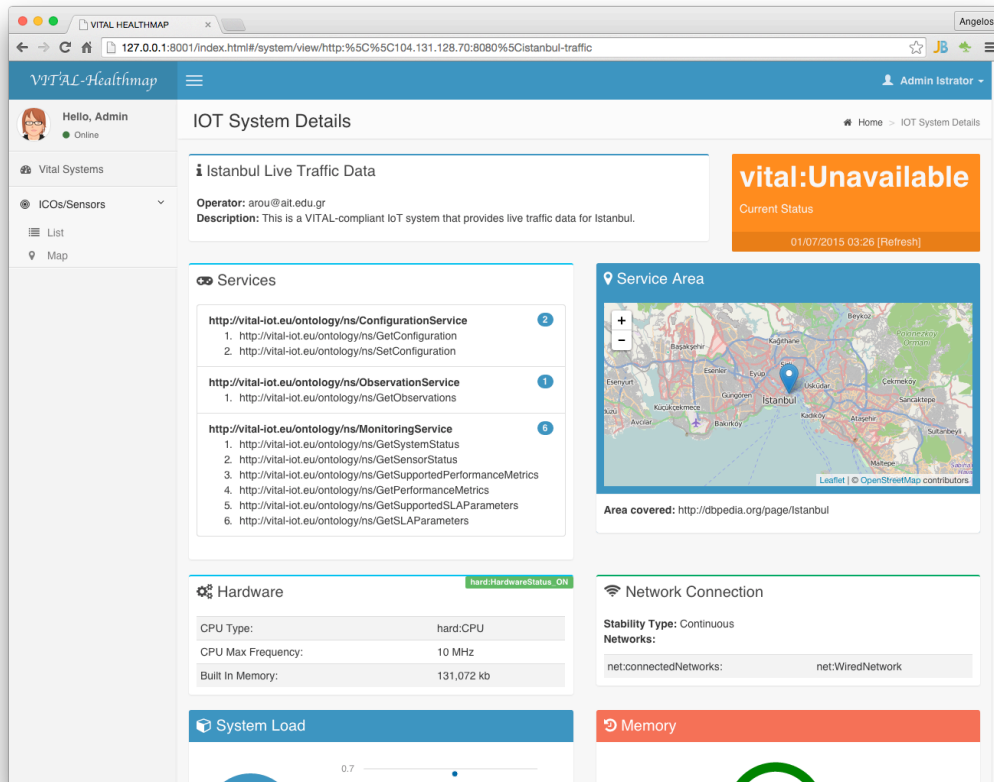 VITAL HEALTHMAP
Angelos
127.0.0.1:8001/index.html#/system/view/http:%5C%5C104.131.128.70:8080%5Cistanbul-traffic
JB
VITAL-Healthmap
Admin Istrator
Hello, Admin
Online
Vital Systems
ICOs/Sensors
List
Map
IOT System Details
Home > IOT System Details
Istanbul Live Traffic Data
Operator: arou@ait.edu.gr
Description: This is a VITAL-compliant IoT system that provides live traffic data for Istanbul.
vital:Unavailable
Current Status
01/07/2015 03:26 [Refresh]
Services
http://vital-iot.eu/ontology/ns/ConfigurationService 2
1. http://vital-iot.eu/ontology/ns/GetConfiguration
2. http://vital-iot.eu/ontology/ns/SetConfiguration
http://vital-iot.eu/ontology/ns/ObservationService 1
1. http://vital-iot.eu/ontology/ns/GetObservations
http://vital-iot.eu/ontology/ns/MonitoringService 6
1. http://vital-iot.eu/ontology/ns/GetSystemStatus
2. http://vital-iot.eu/ontology/ns/GetSensorStatus
3. http://vital-iot.eu/ontology/ns/GetSupportedPerformanceMetrics
4. http://vital-iot.eu/ontology/ns/GetPerformanceMetrics
5. http://vital-iot.eu/ontology/ns/GetSupportedSLAParameters
6. http://vital-iot.eu/ontology/ns/GetSLAParameters
Service Area
+
-
Beykoz
Polonezköy
Ormanı
Kağıthane
Başakşehir
Esenler
Eyüp
Esenyurt
Güngören
Istanbul
Üsküdar
Çekmeköy
Sancaktepe
Küçükçekmece
Avcılar
Bakırköy
Kadıköy
Ataşehir
Sultanbeyli
Maltepe
Sabiha
Leaflet | © OpenStreetMap contributors
Area covered: http://dbpedia.org/page/Istanbul
Hardware
hard:HardwareStatus_ON
CPU Type: hard:CPU
CPU Max Frequency: 10 MHz
Built In Memory: 131,072 kb
Network Connection
Stability Type: Continuous
Networks:
net:connectedNetworks: net:WiredNetwork
System Load
0.7
Memory